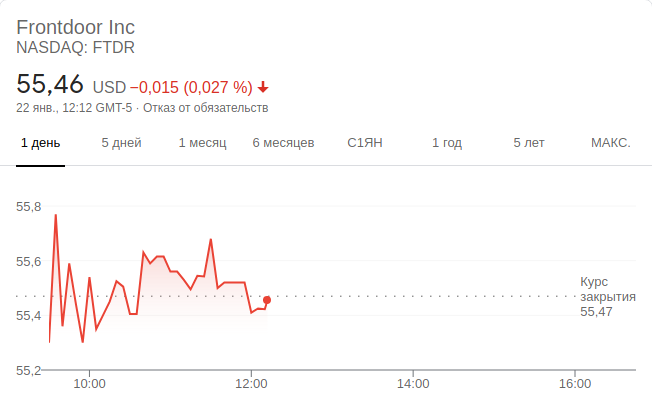 Frontdoor Inc
NASDAQ: FTDR
55,46 USD −0,015 (0,027 %)
22 янв., 12:12 GMT-5 · Отказ от обязательств
1 день 5 дней 1 месяц 6 месяцев С1ЯН 1 год 5 лет МАКС.
55,8
55,6
Курс
закрытия
55,47
55,4
55,2
10:00 12:00 14:00 16:00